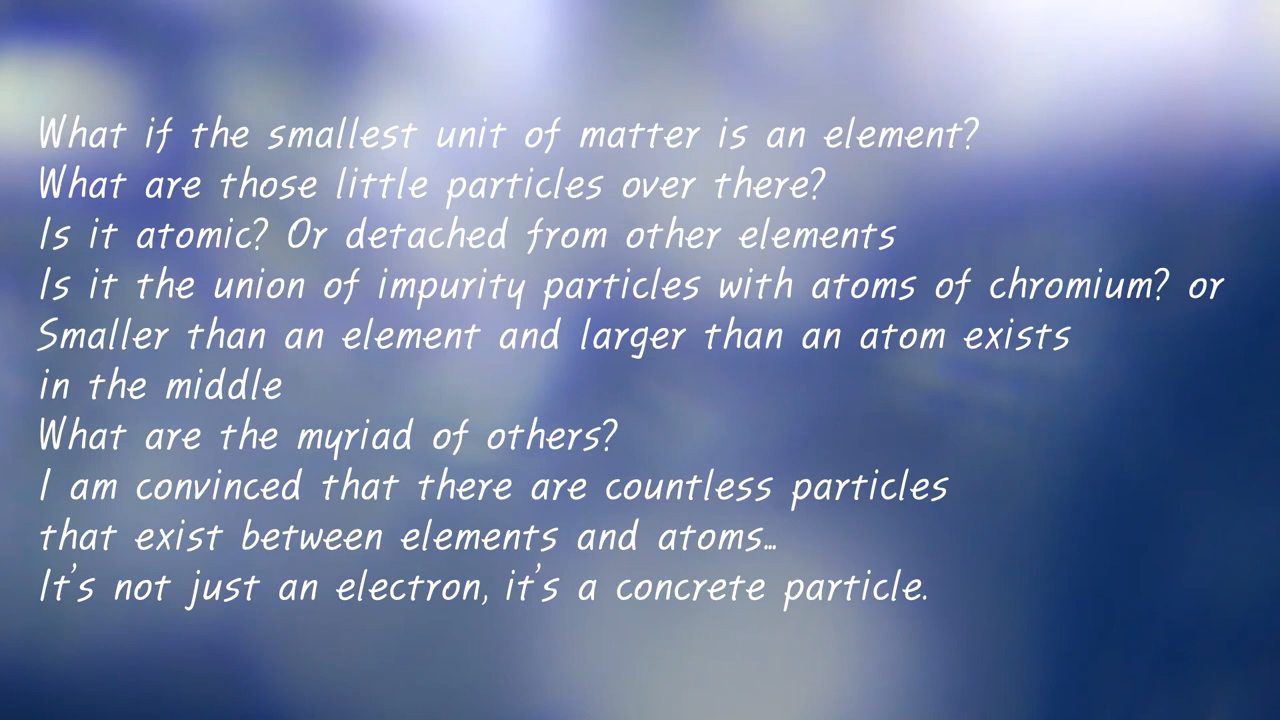 What if the smallest unit of matter is an element?
What are those little particles over there?
Is it atomic? Or detached from other elements
Is it the union of impurity particles with atoms of chromium? or
Smaller than an element and larger than an atom exists
in the middle
What are the myriad of others?
I am convinced that there are countless particles
that exist between elements and atoms...
It's not just an electron, it's a concrete particle.